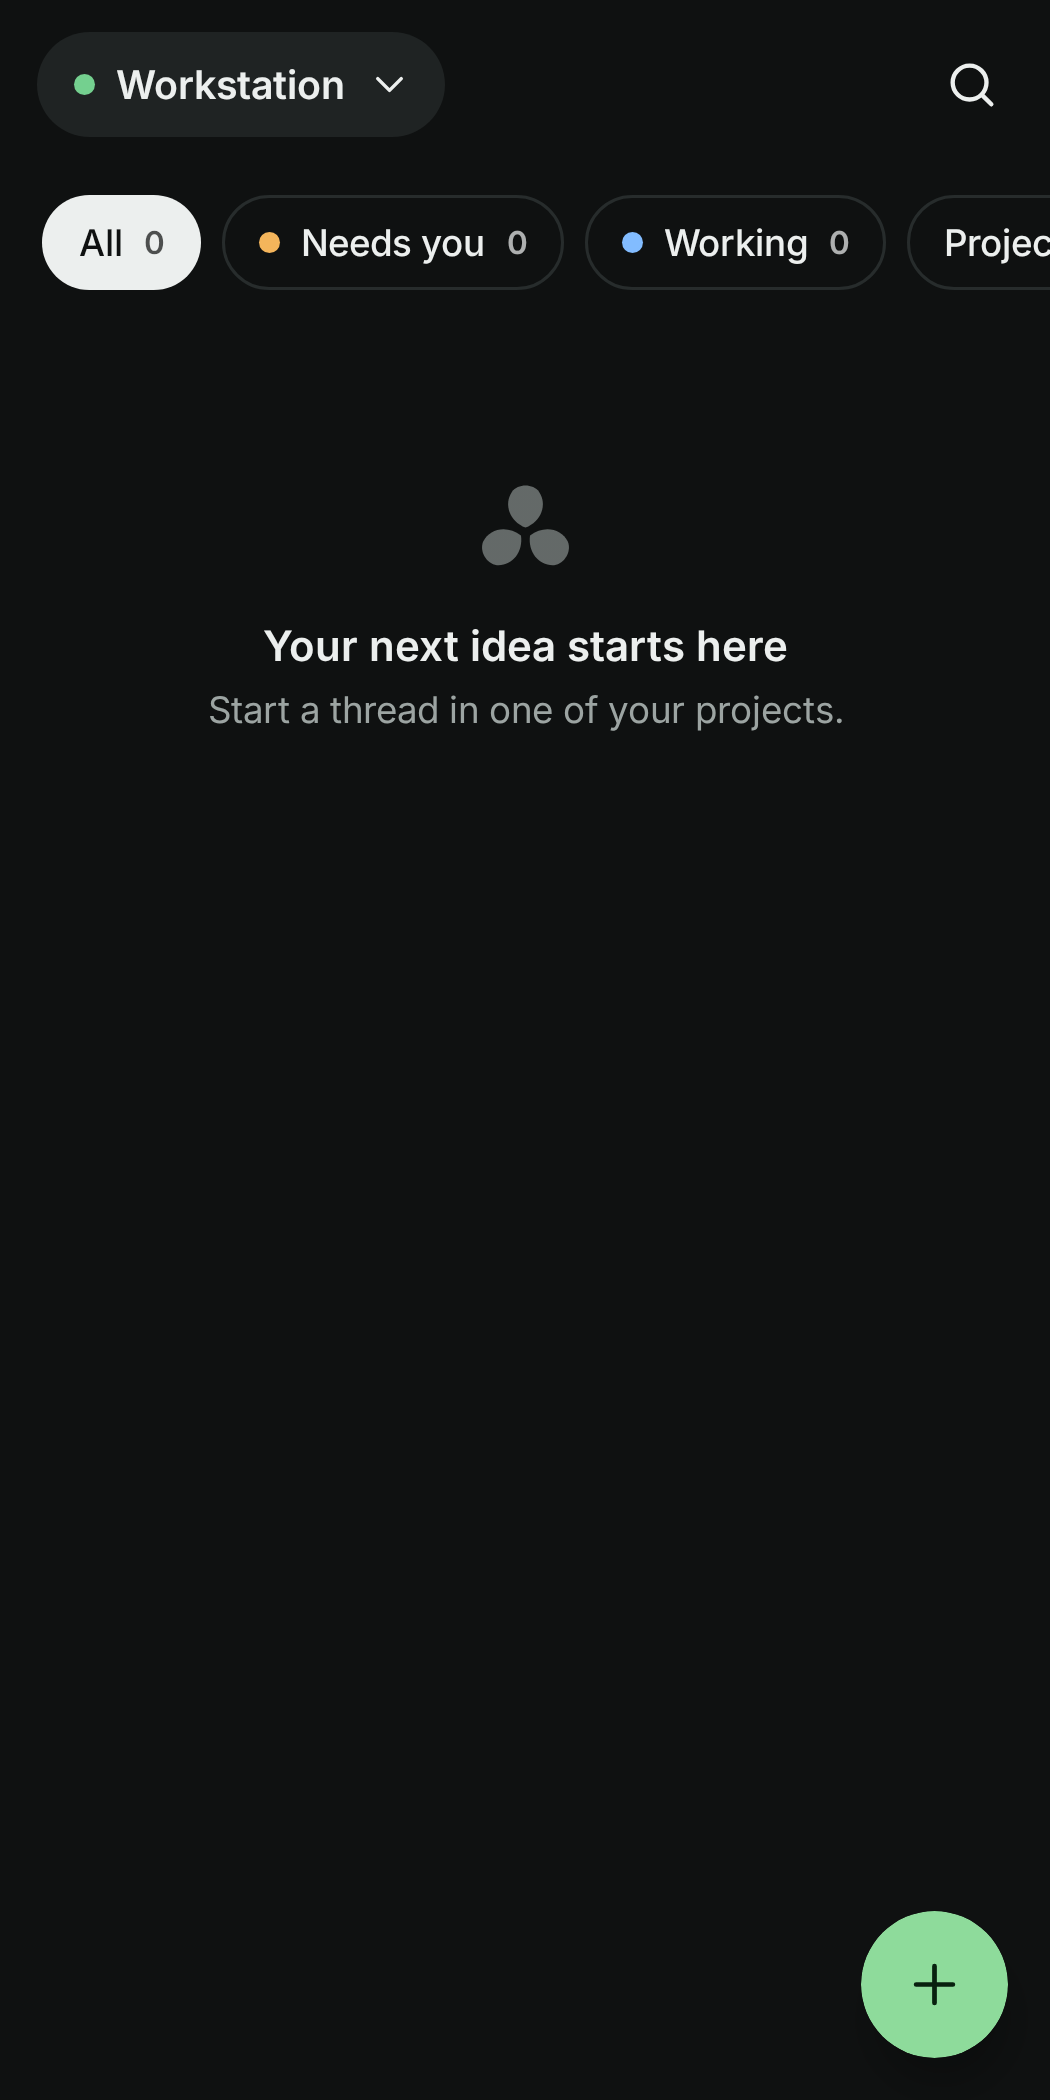 Workstation
All 0 Needs you 0 Working 0 Projec
Your next idea starts here
Start a thread in one of your projects.